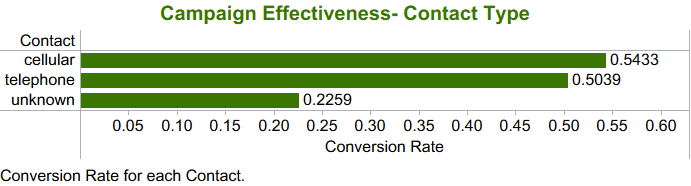 Campaign Effectiveness- Contact Type
Contact
cellular 0.5433
telephone 0.5039
unknown 0.2259
0.05 0.10 0.15 0.20 0.25 0.30 0.35 0.40 0.45 0.50 0.55 0.60
Conversion Rate
Conversion Rate for each Contact.